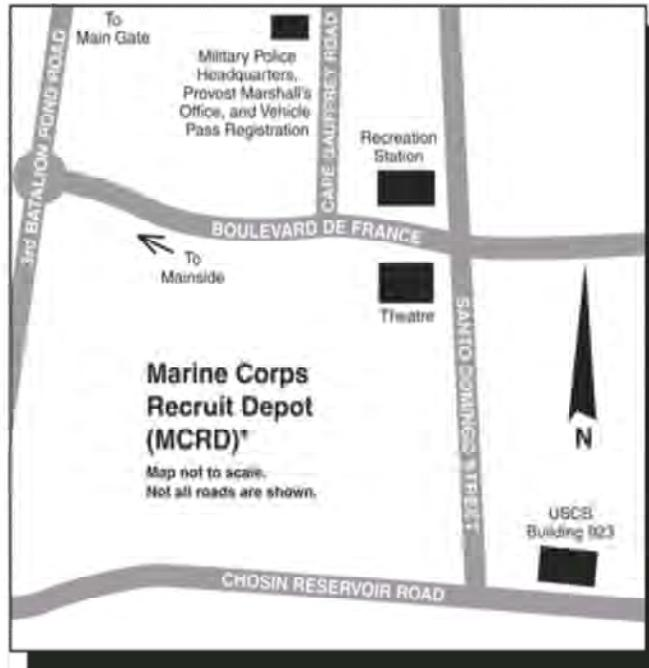 To
Main Gate
Military Police
Headquarters,
Provost Marshall's
Office, and Vehicle
Pass Registration
3rd BATALION POND ROAD
CAPE GLAUFFREY ROAD
Recreation
Station
BOULEVARD DE FRANCE
To
Mainside
Theatre
SANTO DOMINGO STREET
Marine Corps
Recruit Depot
(MCRD)*
Map not to scale.
Not all roads are shown.
N
USCB
Building 923
CHOSIN RESERVOIR ROAD